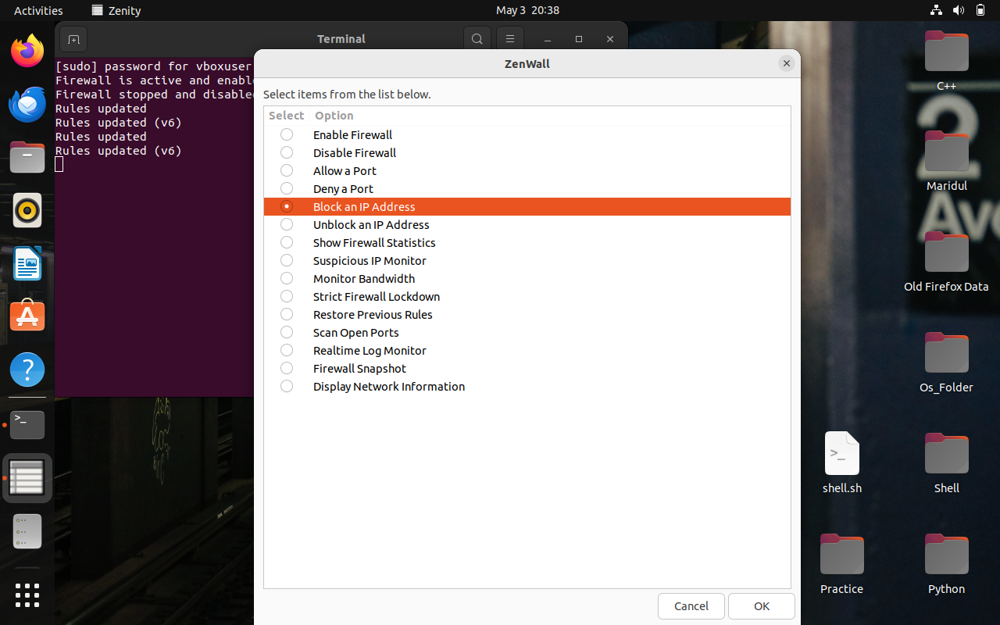 Activities
Zenity
May 3 20:38
Terminal
[sudo] password for vboxuser
Firewall is active and enable
Firewall stopped and disabled
Rules updated
Rules updated (v6)
Rules updated
Rules updated (v6)
ZenWall
Select items from the list below.
Select Option
Enable Firewall
Disable Firewall
Allow a Port
Deny a Port
Block an IP Address
Unblock an IP Address
Show Firewall Statistics
Suspicious IP Monitor
Monitor Bandwidth
Strict Firewall Lockdown
Restore Previous Rules
Scan Open Ports
Realtime Log Monitor
Firewall Snapshot
Display Network Information
Cancel
OK
2
Ave
C++
Maridul
Old Firefox Data
Os_Folder
>_
shell.sh
Shell
Practice
Python